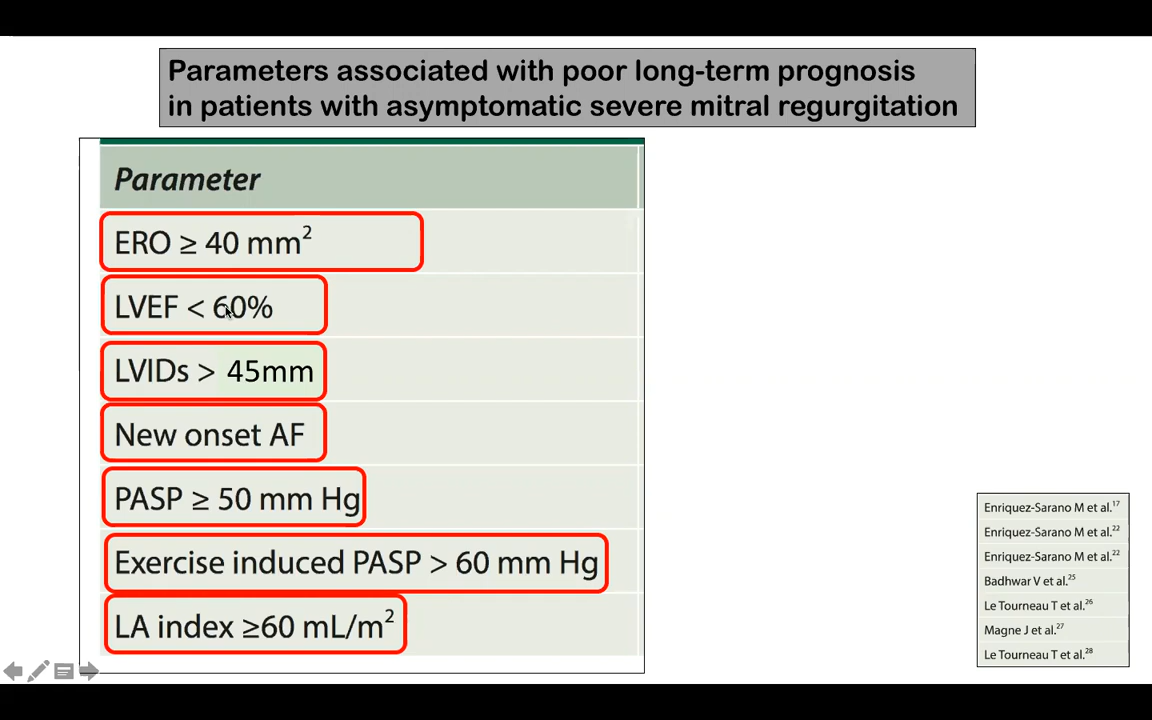 Parameters associated with poor long-term prognosis
in patients with asymptomatic severe mitral regurgitation
Parameter
ERO ≥ 40 mm²
LVEF < 60%
LVIDs > 45mm
New onset AF
PASP ≥ 50 mm Hg
Exercise induced PASP > 60 mm Hg
LA index ≥60 mL/m²
Enriquez-Sarano M et al.¹⁷
Enriquez-Sarano M et al.²²
Enriquez-Sarano M et al.²²
Badhwar V et al.²⁵
Le Tourneau T et al.²⁶
Magne J et al.²⁷
Le Tourneau T et al.²⁸